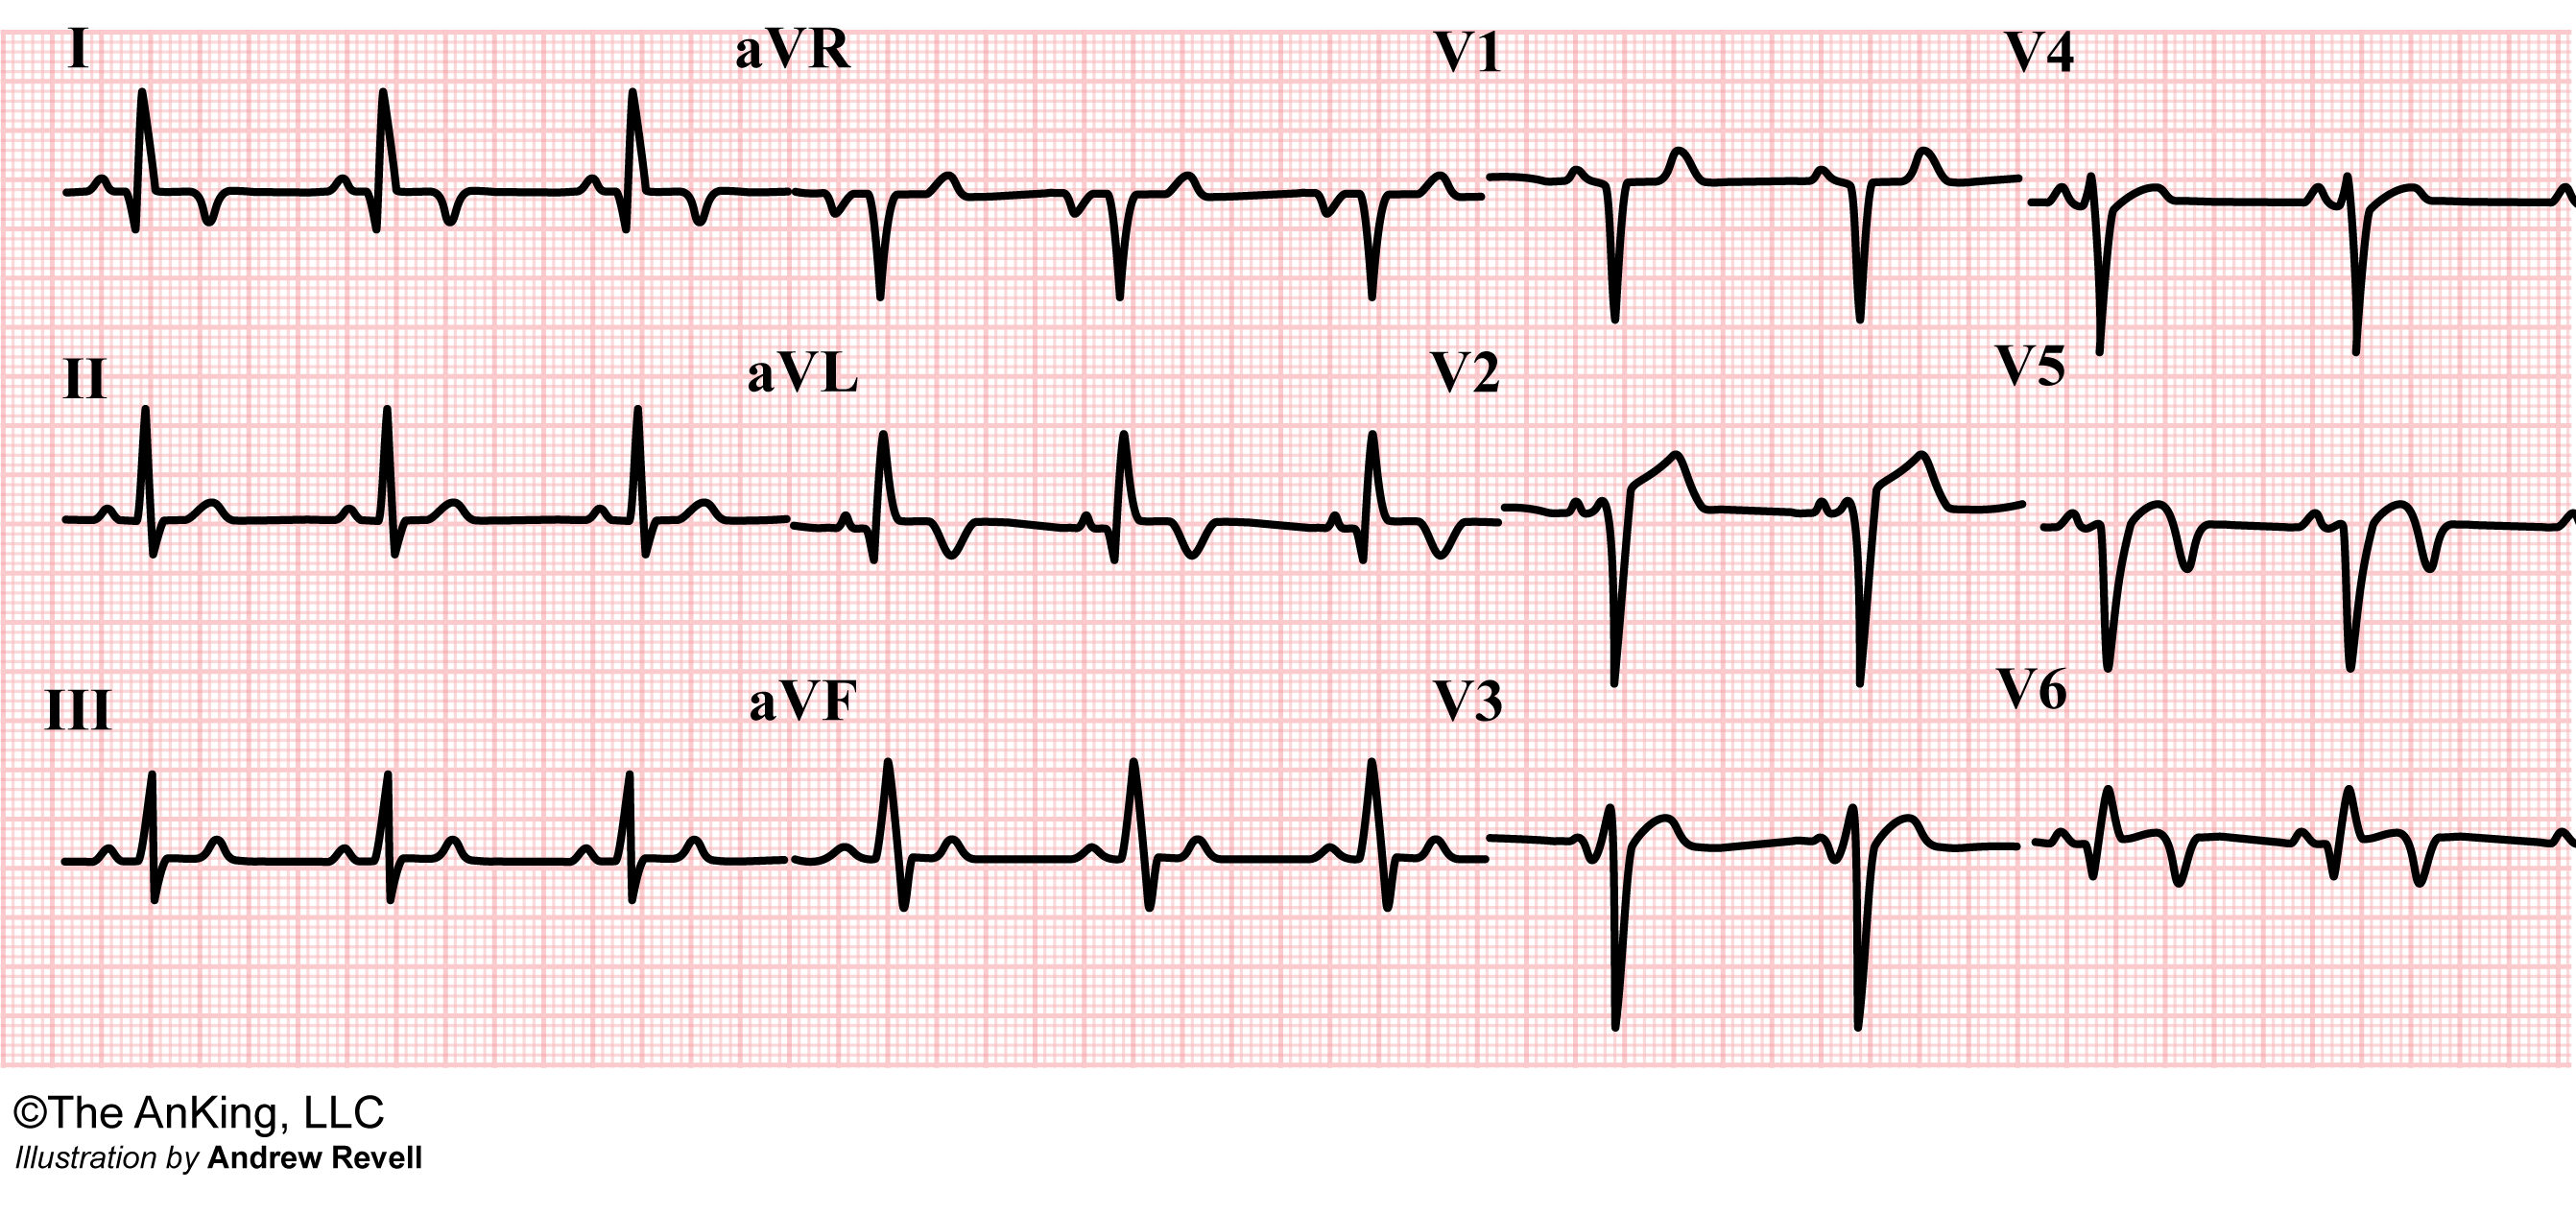 I
aVR
V1
V4
II
aVL
V2
V5
III
aVF
V3
V6
©The AnKing, LLC
Illustration by Andrew Revell